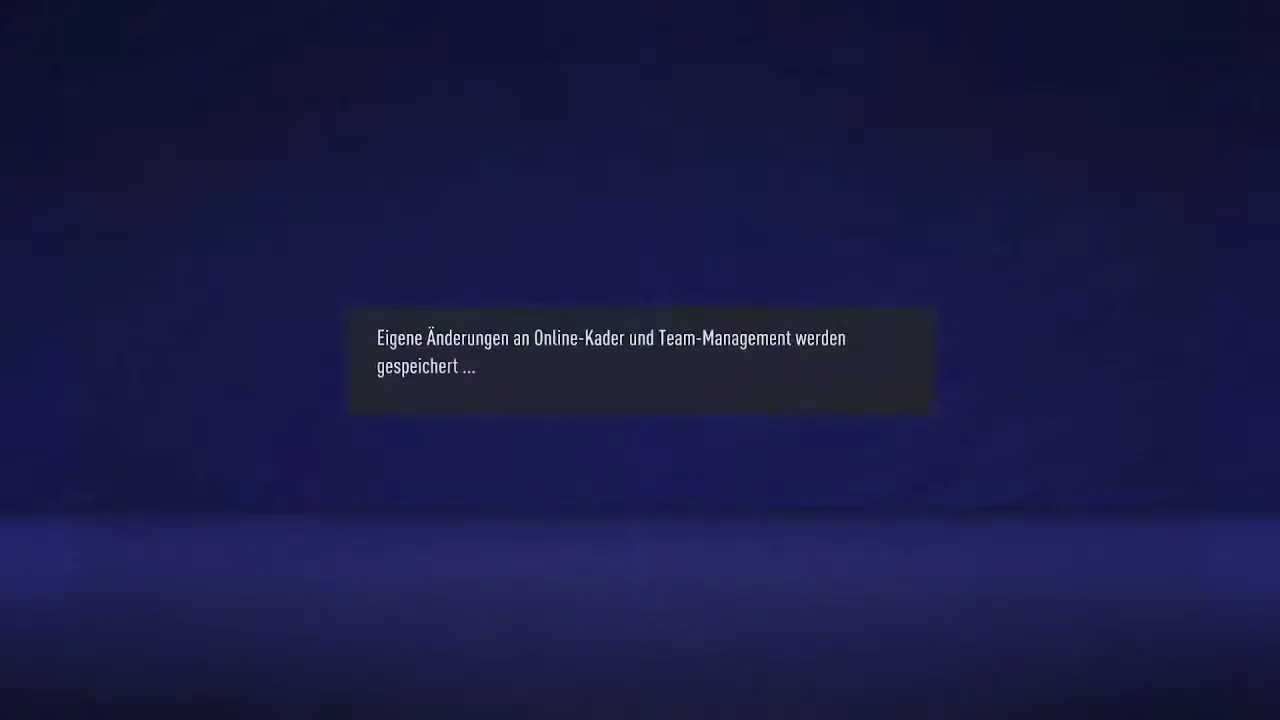 Eigene Änderungen an Online-Kader und Team-Management werden
gespeichert ...